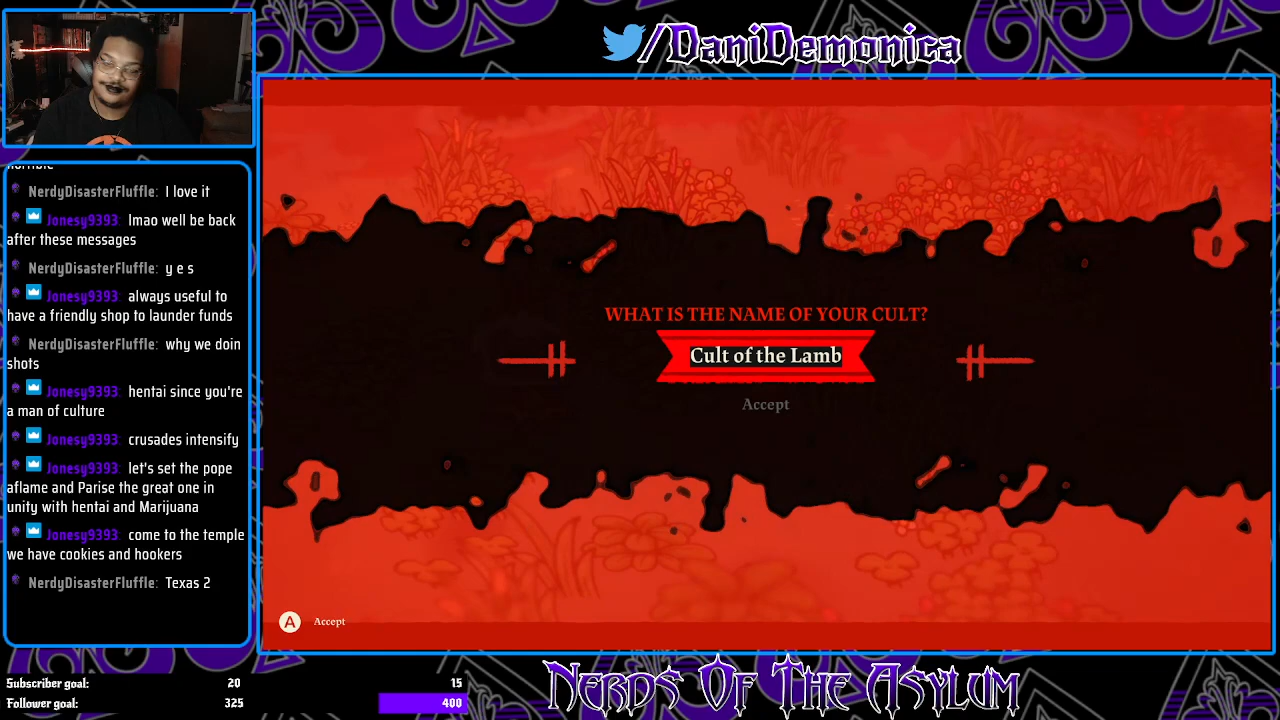 /DaniDemonica
NerdyDisasterFluffle: I love it
Jonesy9393: lmao well be back
after these messages
NerdyDisasterFluffle: y e s
Jonesy9393: always useful to
have a friendly shop to launder funds
NerdyDisasterFluffle: why we doin
shots
Jonesy9393: hentai since you're
a man of culture
Jonesy9393: crusades intensify
Jonesy9393: let's set the pope
aflame and Parise the great one in
unity with hentai and Marijuana
Jonesy9393: come to the temple
we have cookies and hookers
NerdyDisasterFluffle: Texas 2
WHAT IS THE NAME OF YOUR CULT?
Cult of the Lamb
Accept
A Accept
Subscriber goal: 20 15
Follower goal: 325 400
Nerds Of The Asylum